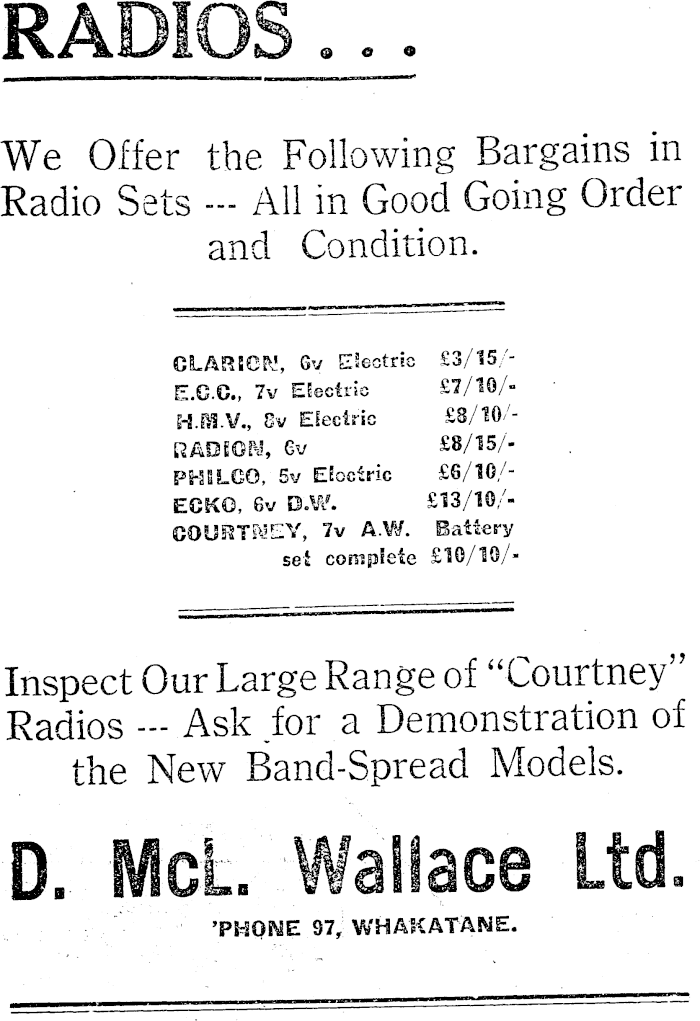 RADIOS . . .
We Offer the Following Bargains in
Radio Sets --- All in Good Going Order
and Condition.
CLARION, 6v Electric £3/15/-
E.C.C., 7v Electric £7/10/-
H.M.V., 8v Electric £8/10/-
RADION, 6v £8/15/-
PHILCO, 5v Electric £6/10/-
ECKO, 6v D.W. £13/10/-
COURTNEY, 7v A.W. Battery
set complete £10/10/-
Inspect Our Large Range of “Courtney”
Radios --- Ask for a Demonstration of
the New Band-Spread Models.
D. McL. Wallace Ltd.
’PHONE 97, WHAKATANE.